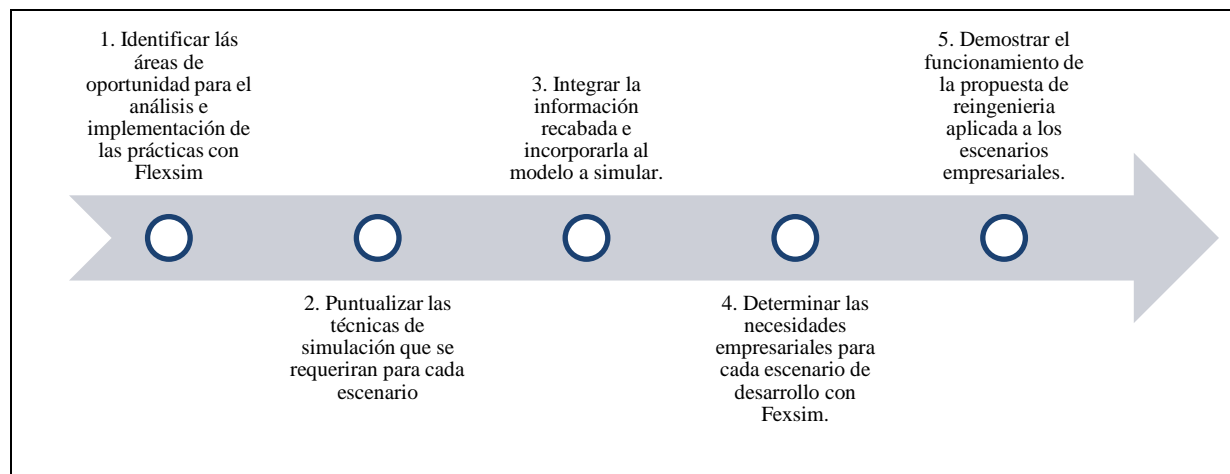 1. Identificar lás
áreas de
oportunidad para el
análisis e
implementación de
las prácticas con
Flexsim
2. Puntualizar las
técnicas de
simulación que se
requeriran para cada
escenario
3. Integrar la
información
recabada e
incorporarla al
modelo a simular.
4. Determinar las
necesidades
empresariales para
cada escenario de
desarrollo con
Fexsim.
5. Demostrar el
funcionamiento de
la propuesta de
reingenieria
aplicada a los
escenarios
empresariales.